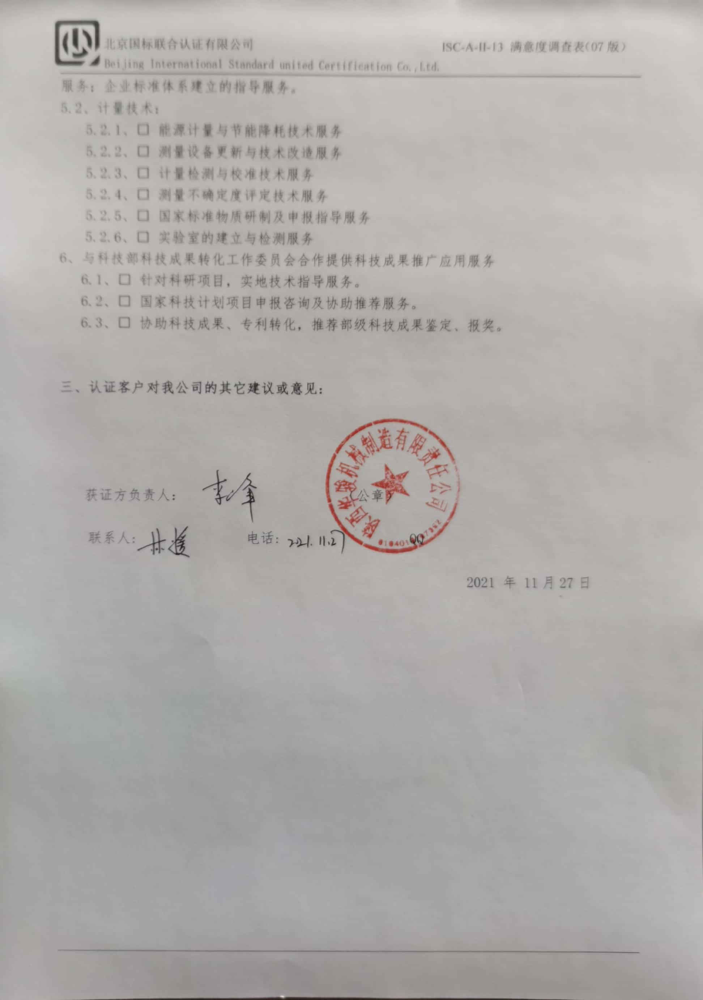 北京国标联合认证有限公司
ISC-A-II-13 满意度调查表(07 版)
Beijing International Standard united Certification Co.,Ltd.
服务：企业标准体系建立的指导服务。
5.2、计量技术：
5.2.1、□ 能源计量与节能降耗技术服务
5.2.2、□ 测量设备更新与技术改造服务
5.2.3、□ 计量检测与校准技术服务
5.2.4、□ 测量不确定度评定技术服务
5.2.5、□ 国家标准物质研制及申报指导服务
5.2.6、□ 实验室的建立与检测服务
6、与科技部科技成果转化工作委员会合作提供科技成果推广应用服务
6.1、□ 针对科研项目，实地技术指导服务。
6.2、□ 国家科技计划项目申报咨询及协助推荐服务。
6.3、□ 协助科技成果、专利转化，推荐部级科技成果鉴定、报奖。
三、认证客户对我公司的其它建议或意见：
陕西华骏机械制造有限责任公司
获证方负责人： 李峰 （公章）
联系人： 林 电话：2021.11.27 QQ
2021 年 11 月 27 日